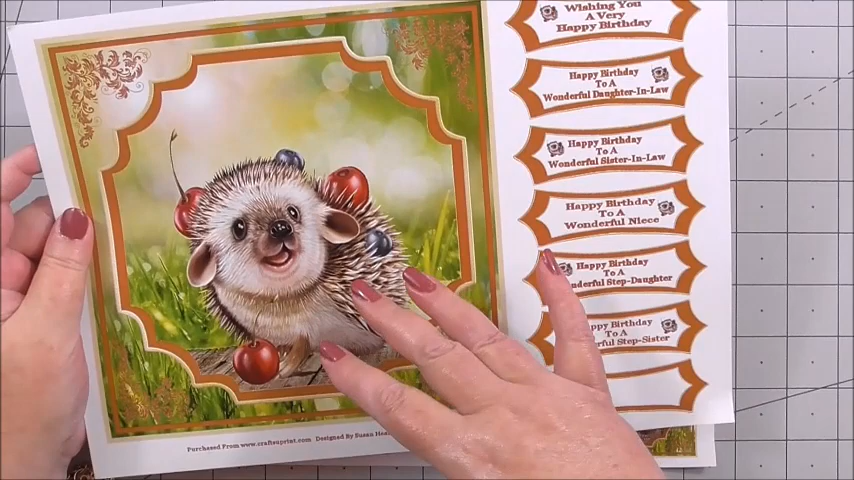 Wishing You
A Very
Happy Birthday
Happy Birthday
To A
Wonderful Daughter-In-Law
Happy Birthday
To A
Wonderful Sister-In-Law
Happy Birthday
To A
Wonderful Niece
Happy Birthday
To A
Step-Daughter
Happy Birthday
To A
Step-Sister
Purchased From www.craftsuprint.com Designed By Susan